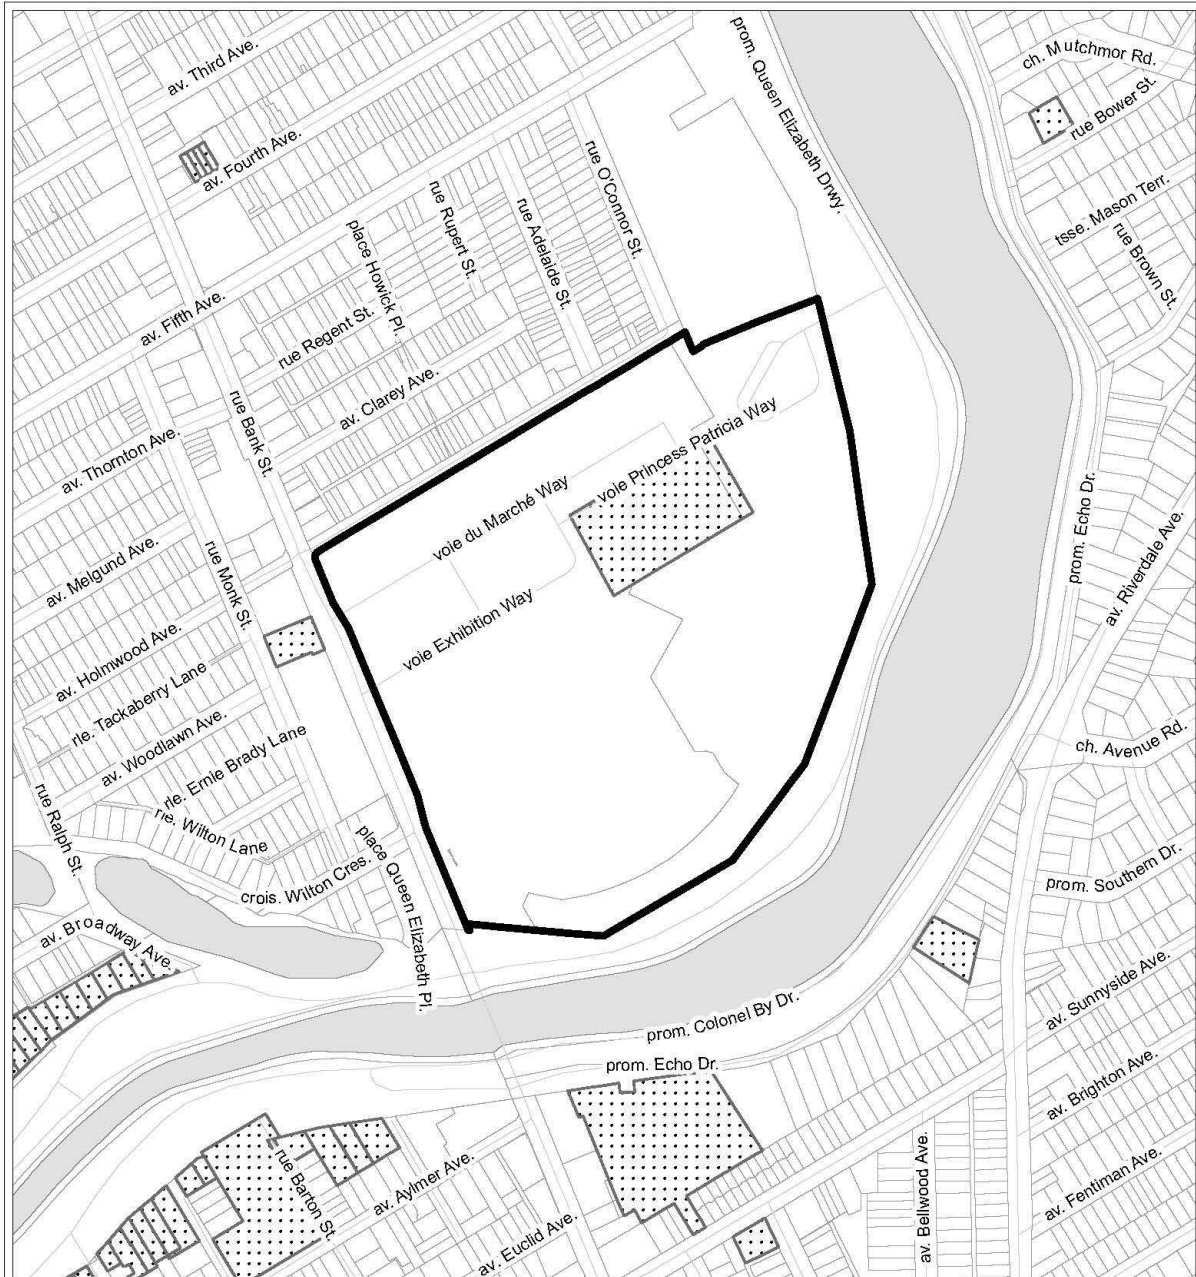 prom. Queen Elizabeth Drwy.
av. Third Ave.
ch. Mutchmor Rd.
rue Bower St.
av. Fourth Ave.
rue O'Connor St.
tsse. Mason Terr.
rue Rupert St.
rue Adelaide St.
rue Brown St.
place Howick Pl.
av. Fifth Ave.
rue Regent St.
av. Clarey Ave.
rue Bank St.
voie Princess Patricia Way
av. Thornton Ave.
voie du Marché Way
prom. Echo Dr.
av. Riverdale Ave.
av. Melgund Ave.
rue Monk St.
voie Exhibition Way
av. Holmwood Ave.
rle. Tackaberry Lane
av. Woodlawn Ave.
rle. Ernie Brady Lane
ch. Avenue Rd.
rue Ralph St.
rle. Wilton Lane
crois. Wilton Cres.
place Queen Elizabeth Pl.
prom. Southern Dr.
av. Broadway Ave.
av. Sunnyside Ave.
prom. Colonel By Dr.
prom. Echo Dr.
av. Brighton Ave.
rue Barton St.
av. Aylmer Ave.
av. Bellwood Ave.
av. Fentiman Ave.
av. Euclid Ave.